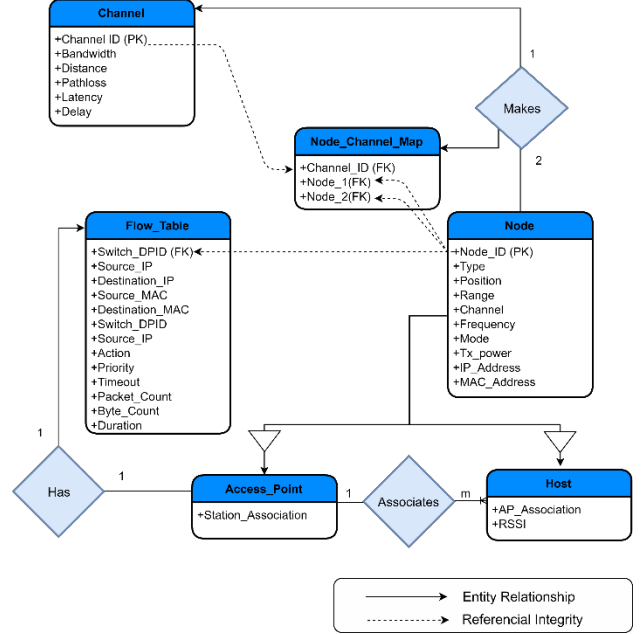 Channel
+Channel ID (PK)
+Bandwidth
+Distance
+Pathloss
+Latency
+Delay
1
Makes
2
Node_Channel_Map
+Channel_ID (FK)
+Node_1(FK)
+Node_2(FK)
Flow_Table
+Switch_DPID (FK)
+Source_IP
+Destination_IP
+Source_MAC
+Destination_MAC
+Switch_DPID
+Source_IP
+Action
+Priority
+Timeout
+Packet_Count
+Byte_Count
+Duration
Node
+Node_ID (PK)
+Type
+Position
+Range
+Channel
+Frequency
+Mode
+Tx_power
+IP_Address
+MAC_Address
1
Has
1
Access_Point
+Station_Association
1
Associates
m
Host
+AP_Association
+RSSI
Entity Relationship
Referencial Integrity